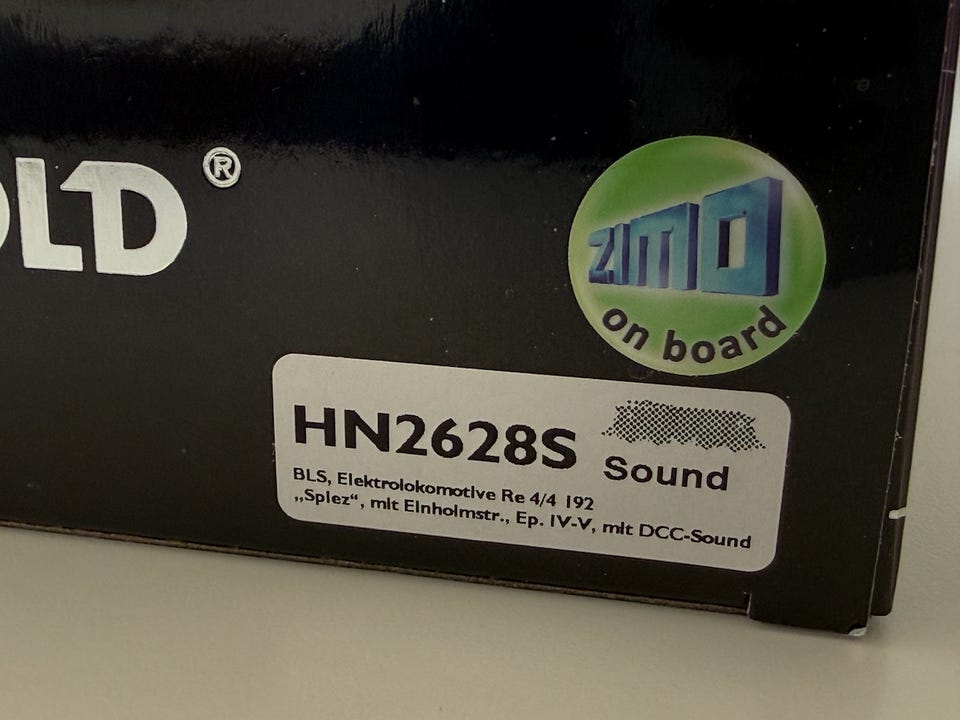 OLD ®
ZIMO
on board
HN2628S
Sound
BLS, Elektrolokomotive Re 4/4 192
„Spiez“, mit Einholmstr., Ep. IV-V, mit DCC-Sound